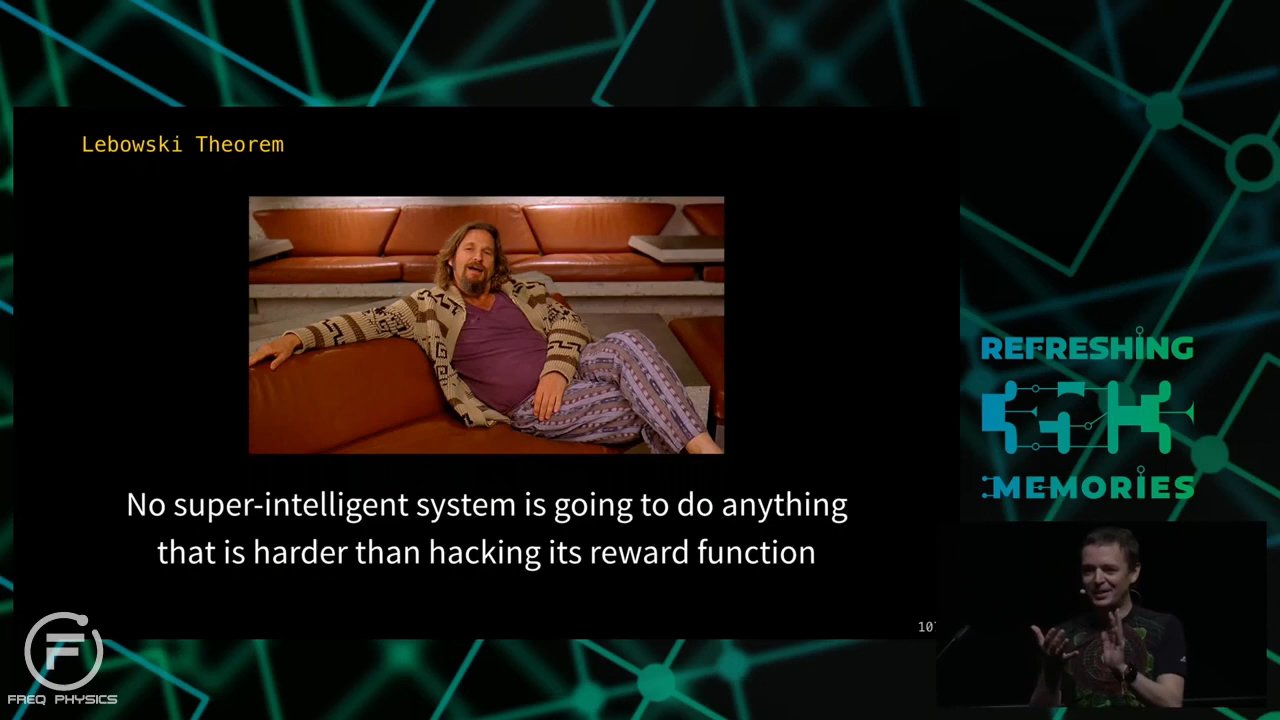 Lebowski Theorem
No super-intelligent system is going to do anything
that is harder than hacking its reward function
REFRESHING
35C3
MEMORIES
FREQ PHYSICS